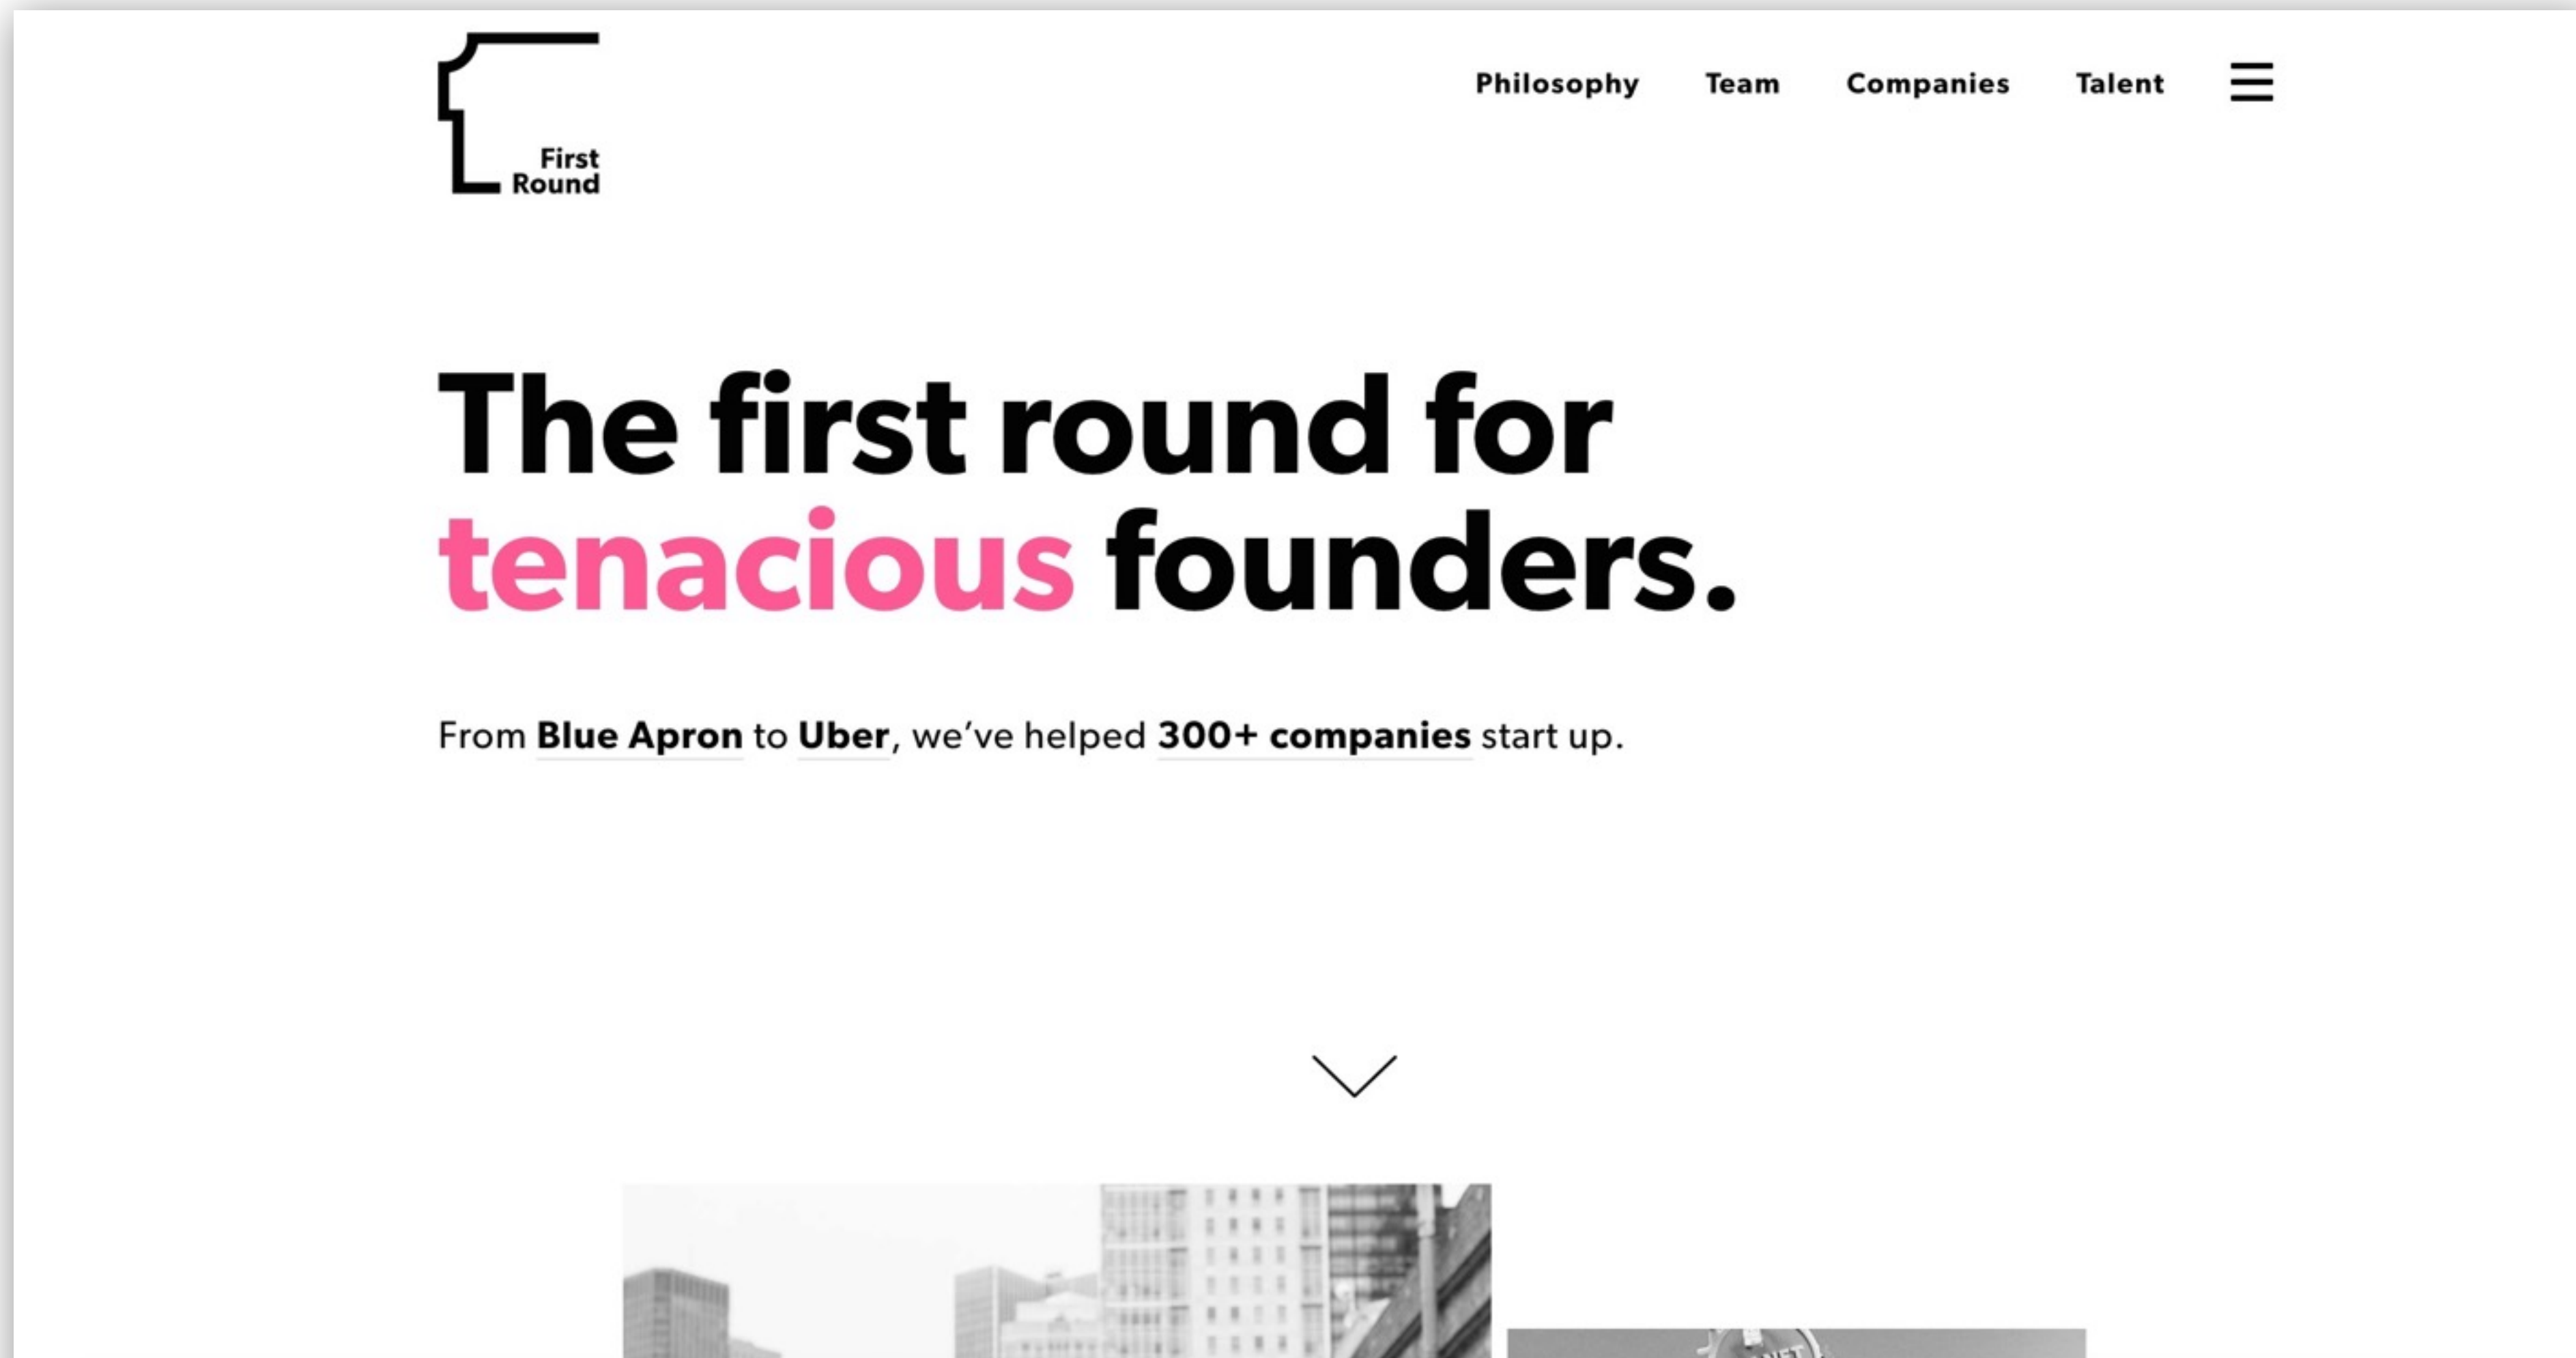 First
Round
Philosophy Team Companies Talent
The first round for
tenacious founders.
From Blue Apron to Uber, we’ve helped 300+ companies start up.